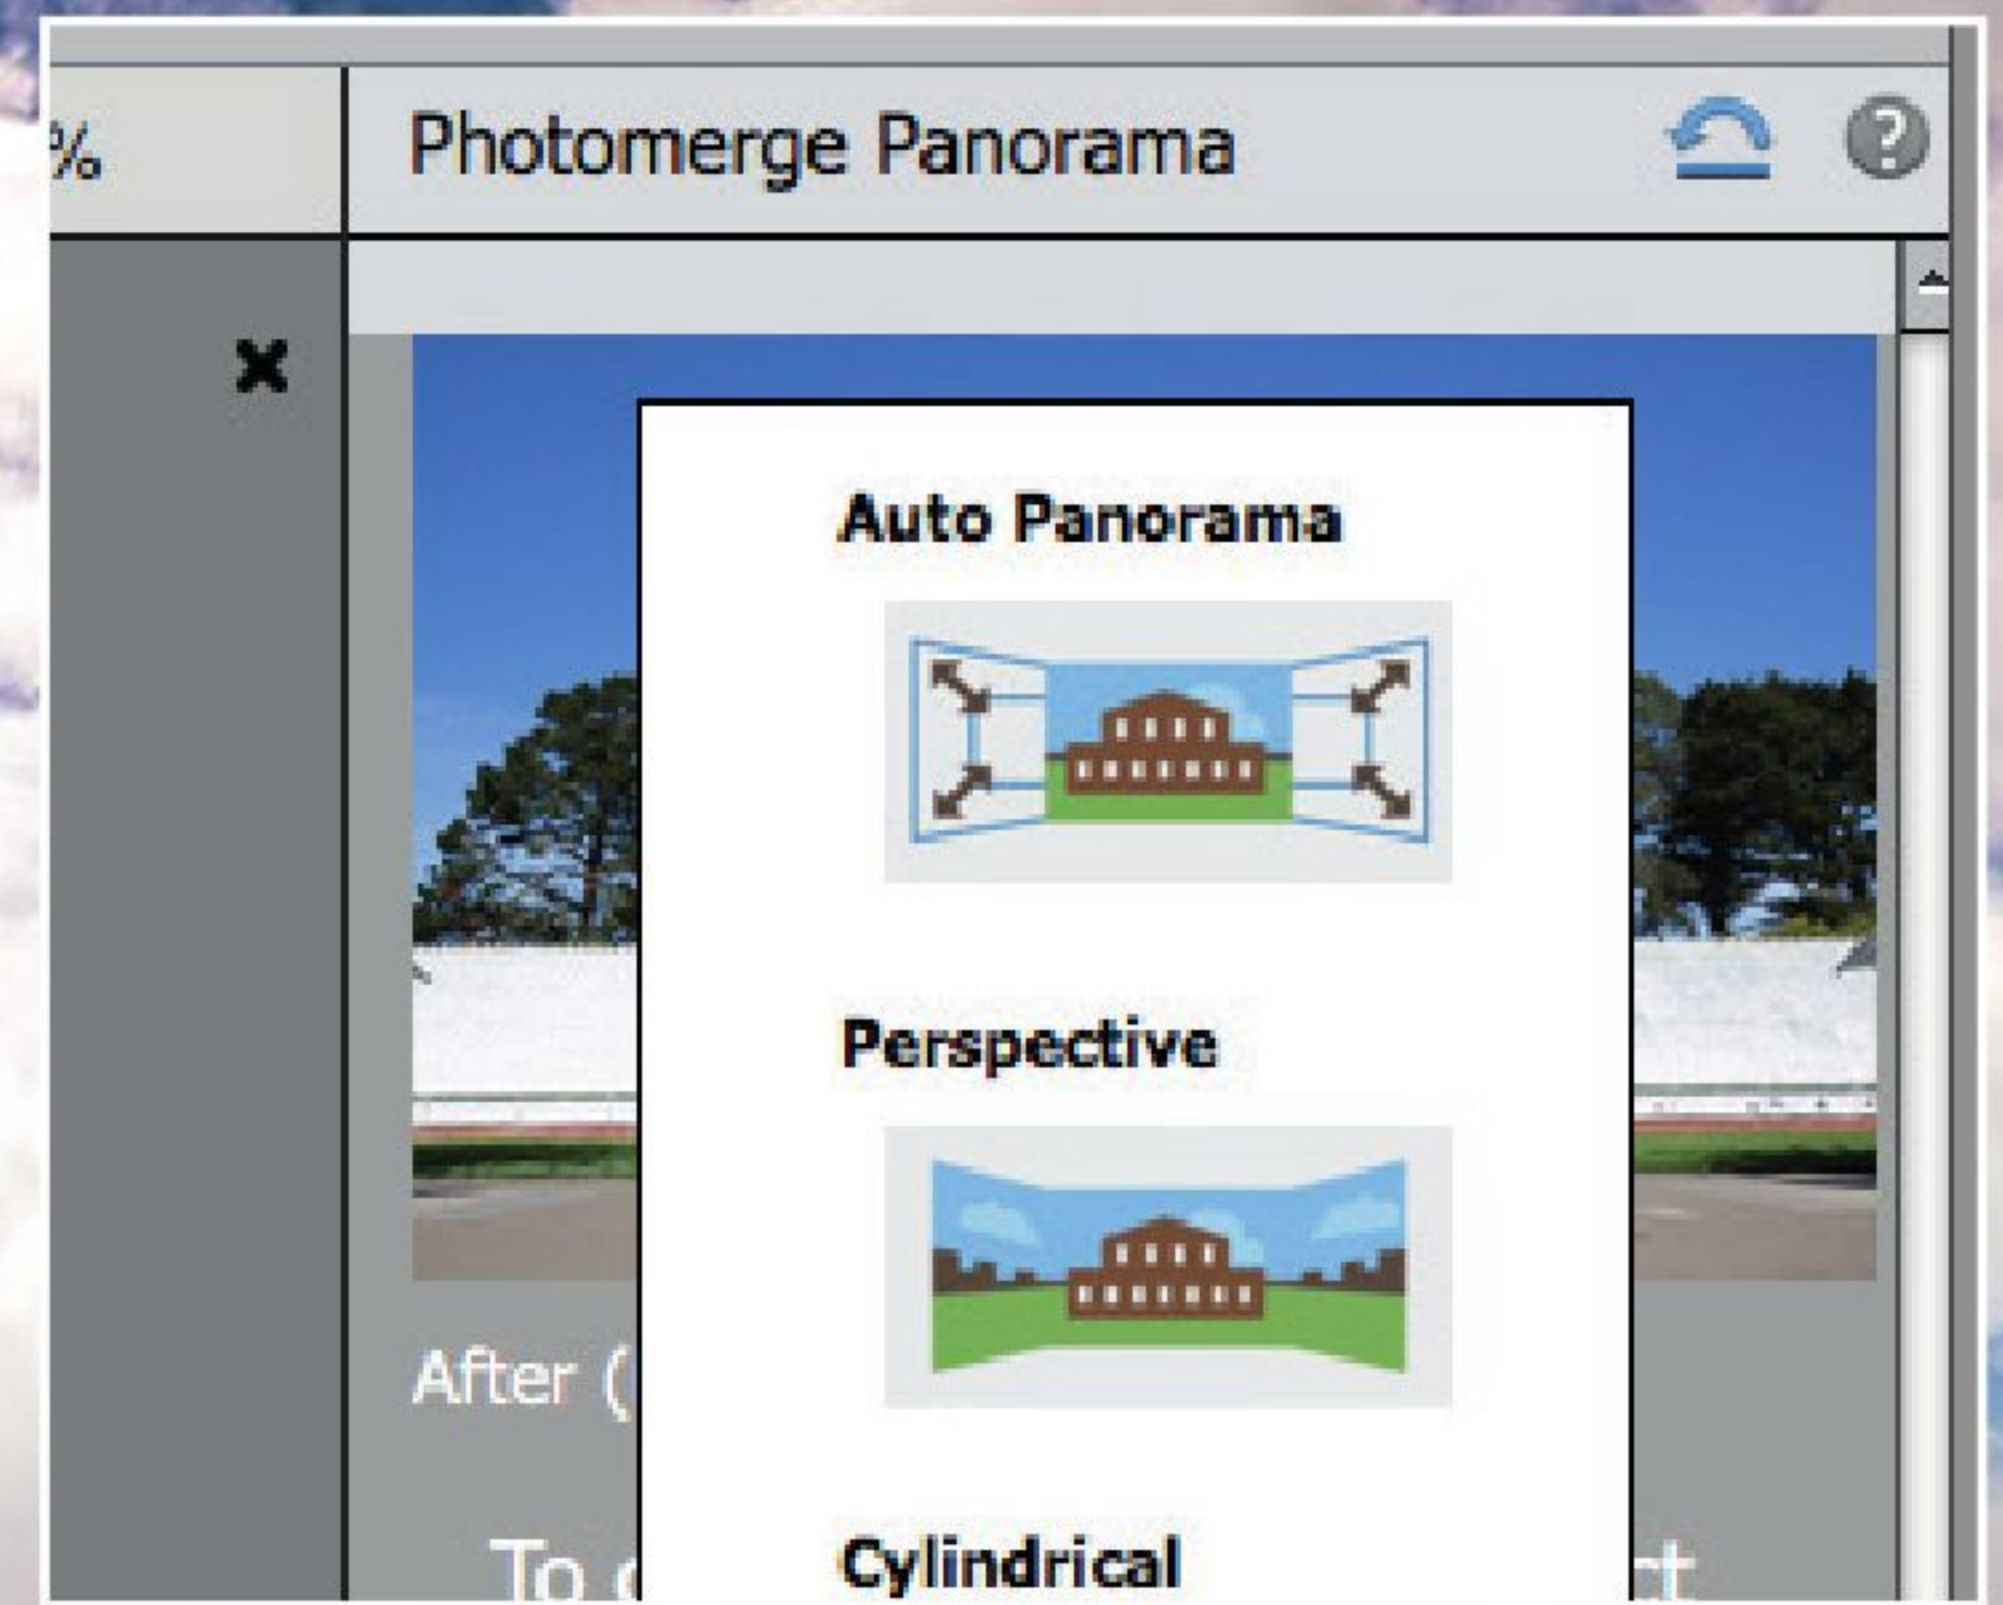 %
Photomerge Panorama
?
Auto Panorama
Perspective
After (
Cylindrical
To